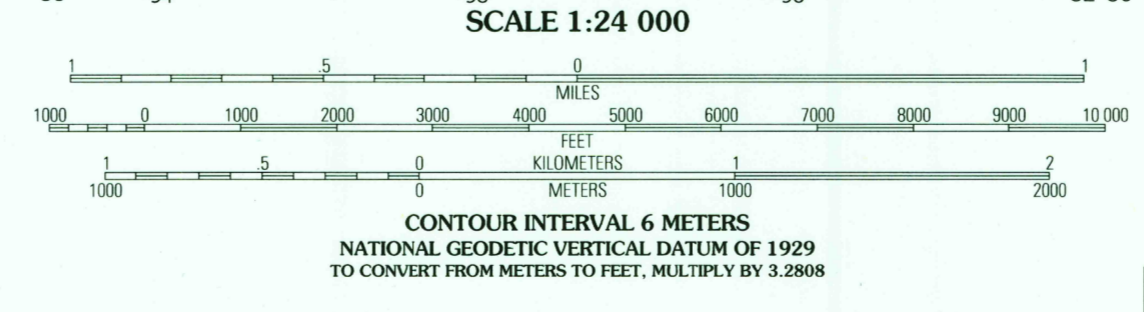 SCALE 1:24 000
1 .5 0 1
MILES
1000 0 1000 2000 3000 4000 5000 6000 7000 8000 9000 10 000
FEET
1 .5 0 KILOMETERS 1 2
1000 0 METERS 1000 2000
CONTOUR INTERVAL 6 METERS
NATIONAL GEODETIC VERTICAL DATUM OF 1929
TO CONVERT FROM METERS TO FEET, MULTIPLY BY 3.2808